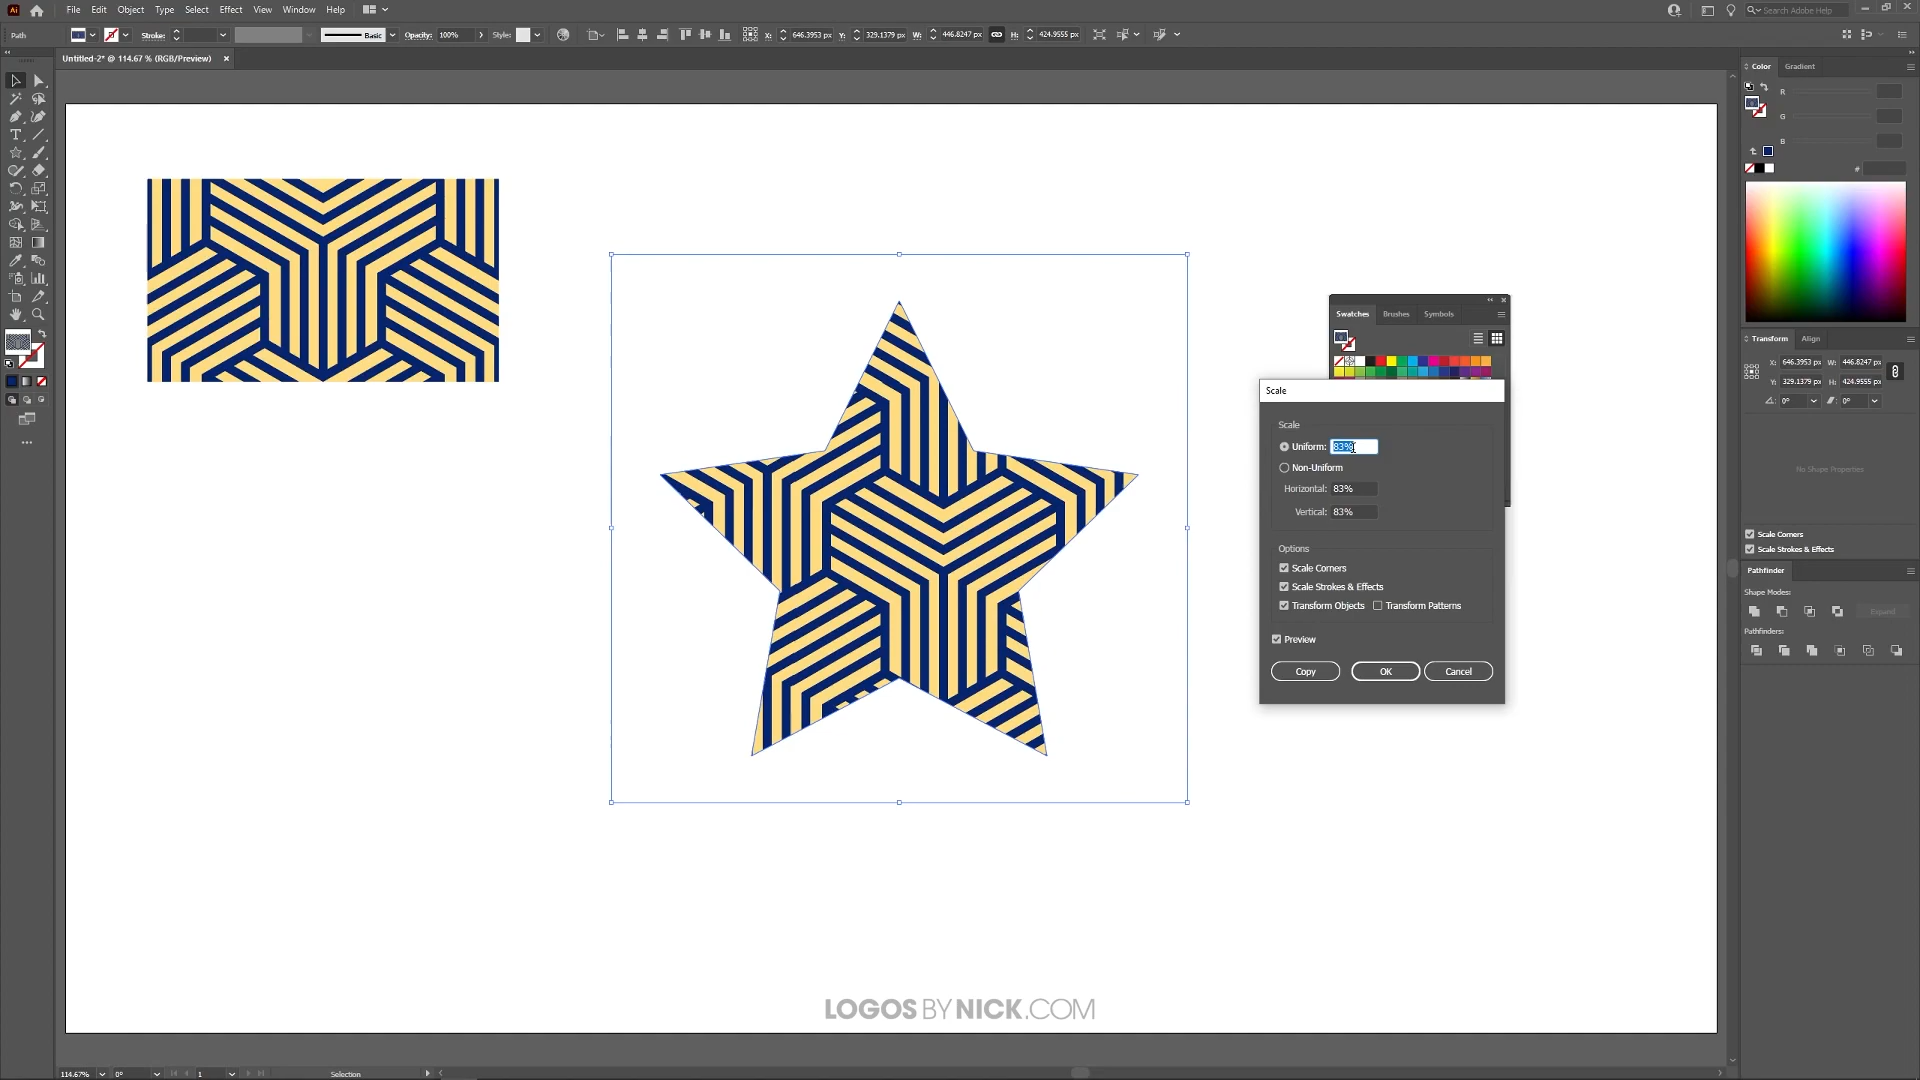 Ai File Edit Object Type Select Effect View Window Help Search Adobe Help
Path Stroke: Basic Opacity: 100% Style: X: 646.3953 px Y: 329.1379 px W: 446.8247 px H: 424.9555 px
Untitled-2* @ 114.67 % (RGB/Preview)
Color Gradient
R
G
B
#
Swatches Brushes Symbols
Transform Align
X: 646.3953 px W: 446.8247 px
Y: 329.1379 px H: 424.9555 px
0° 0°
Scale
Scale
Uniform: 83%
Non-Uniform
Horizontal: 83%
Vertical: 83%
Options
Scale Corners
Scale Strokes & Effects
Transform Objects Transform Patterns
Preview
Copy OK Cancel
No Shape Properties
Scale Corners
Scale Strokes & Effects
Pathfinder
Shape Modes:
Expand
Pathfinders:
LOGOS BY NICK.COM
114.67% 0° 1 Selection